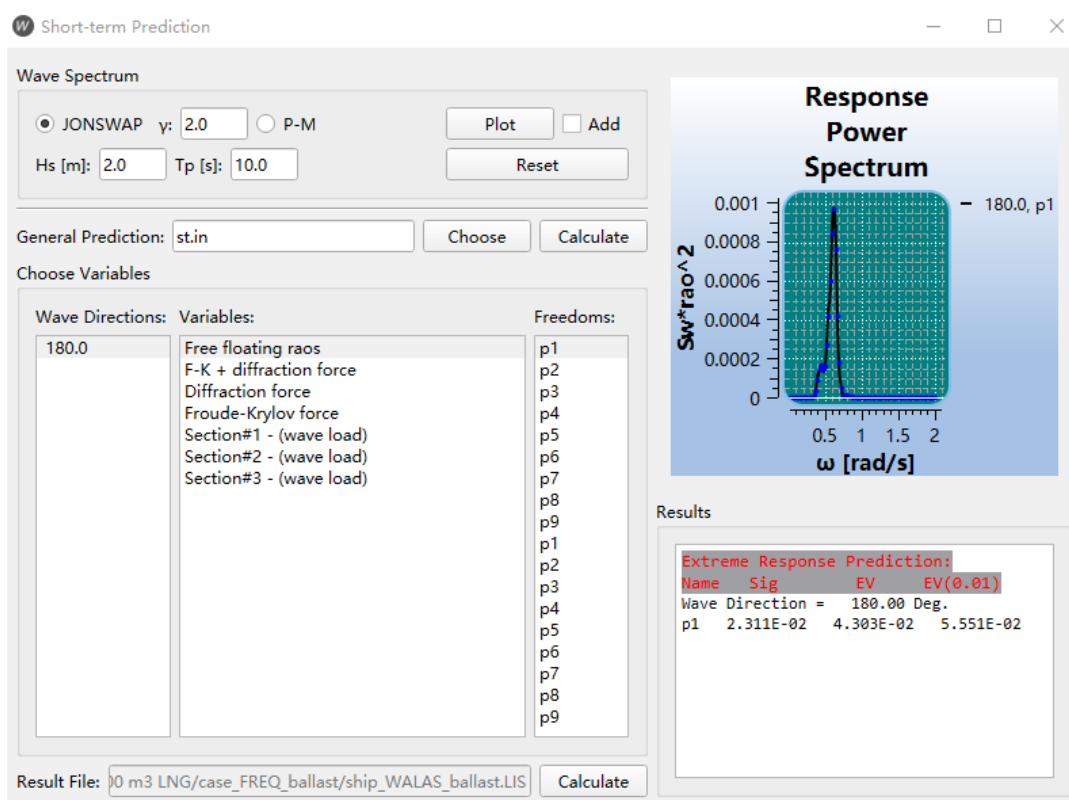 Short-term Prediction
Wave Spectrum
JONSWAP γ: 2.0 P-M Plot Add
Hs [m]: 2.0 Tp [s]: 10.0 Reset
General Prediction: st.in Choose Calculate
Choose Variables
Wave Directions: Variables: Freedoms:
180.0 Free floating raos p1
F-K + diffraction force p2
Diffraction force p3
Froude-Krylov force p4
Section#1 - (wave load) p5
Section#2 - (wave load) p6
Section#3 - (wave load) p7
p8
p9
p1
p2
p3
p4
p5
p6
p7
p8
p9
Result File: 00 m3 LNG/case_FREQ_ballast/ship_WALAS_ballast.LIS Calculate
Response
Power
Spectrum
180.0, p1
Sw*rao^2
0.001
0.0008
0.0006
0.0004
0.0002
0
0.5 1 1.5 2
ω [rad/s]
Results
Extreme Response Prediction:
Name Sig EV EV(0.01)
Wave Direction = 180.00 Deg.
p1 2.311E-02 4.303E-02 5.551E-02